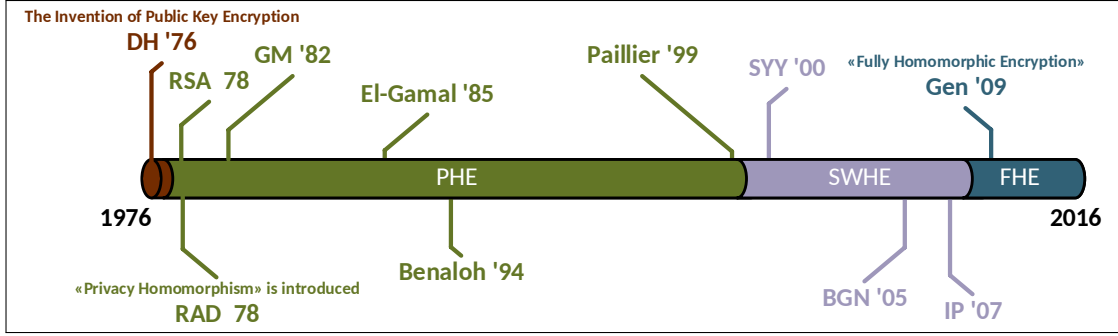 The Invention of Public Key Encryption
DH '76
RSA 78
GM '82
El-Gamal '85
Paillier '99
SYY '00
«Fully Homomorphic Encryption»
Gen '09
PHE
SWHE
FHE
1976
2016
Benaloh '94
«Privacy Homomorphism» is introduced
RAD 78
BGN '05
IP '07